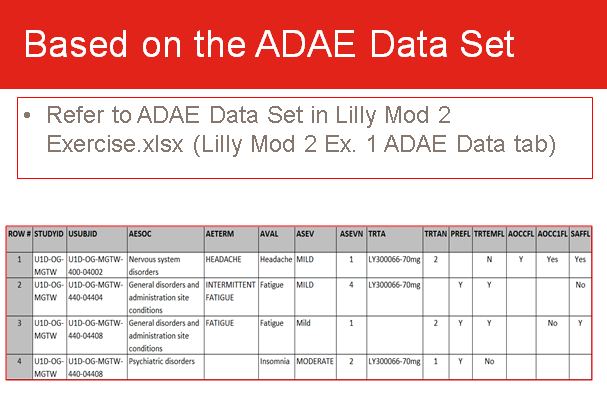 Based on the ADAE Data Set
• Refer to ADAE Data Set in Lilly Mod 2
Exercise.xlsx (Lilly Mod 2 Ex. 1 ADAE Data tab)
ROW # STUDYID USUBJID AESOC AETERM AVAL ASEV ASEVN TRTA TRTAN PREFL TRTEMFL AOCCFL AOCC1FL SAFFL
1 U1D-OG- U1D-OG-MGTW- Nervous system HEADACHE Headache MILD 1 LY300066-70mg 2 N Y Yes Yes
MGTW 400-04002 disorders
2 U1D-OG- U1D-OG-MGTW- General disorders and INTERMITTENT Fatigue MILD 4 LY300066-70mg Y Y No
MGTW 440-04404 administration site FATIGUE
conditions
3 U1D-OG- U1D-OG-MGTW- General disorders and FATIGUE Fatigue Mild 1 2 Y Y No Y
MGTW 440-04408 administration site
conditions
4 U1D-OG- U1D-OG-MGTW- Psychiatric disorders Insomnia MODERATE 2 LY300066-70mg 1 Y No
MGTW 440-04408